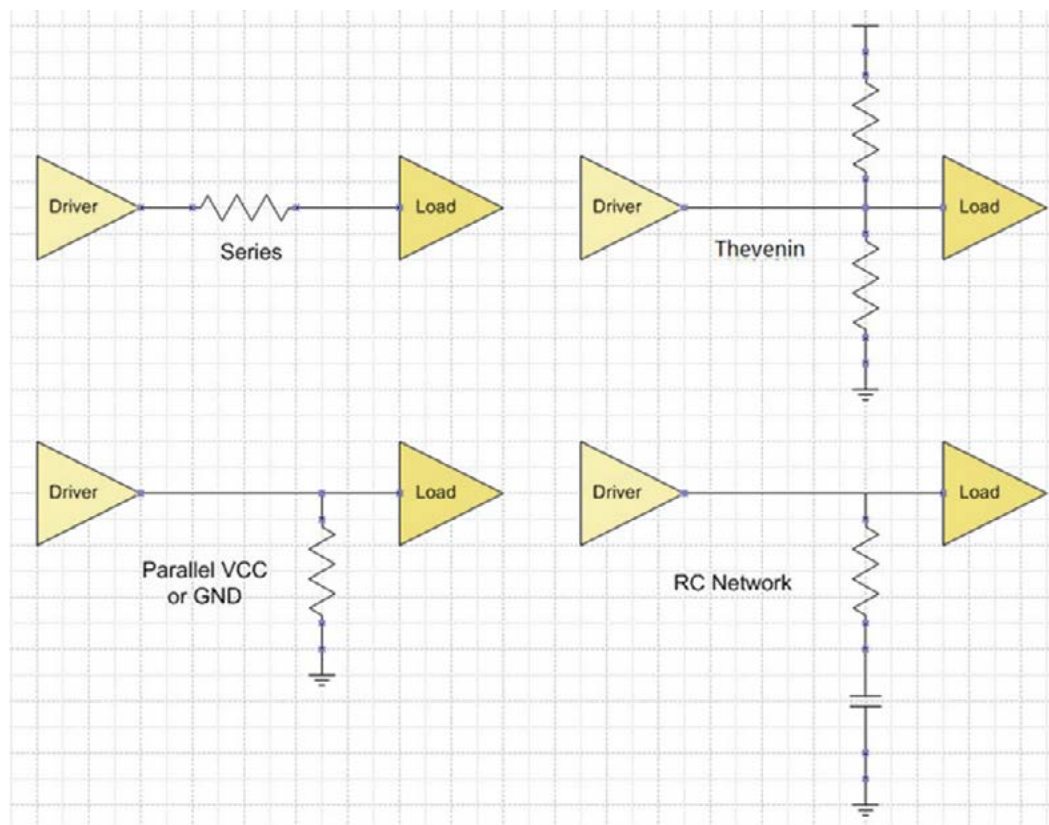 Driver
Load
Series
Driver
Load
Thevenin
Driver
Load
Parallel VCC
or GND
Driver
Load
RC Network